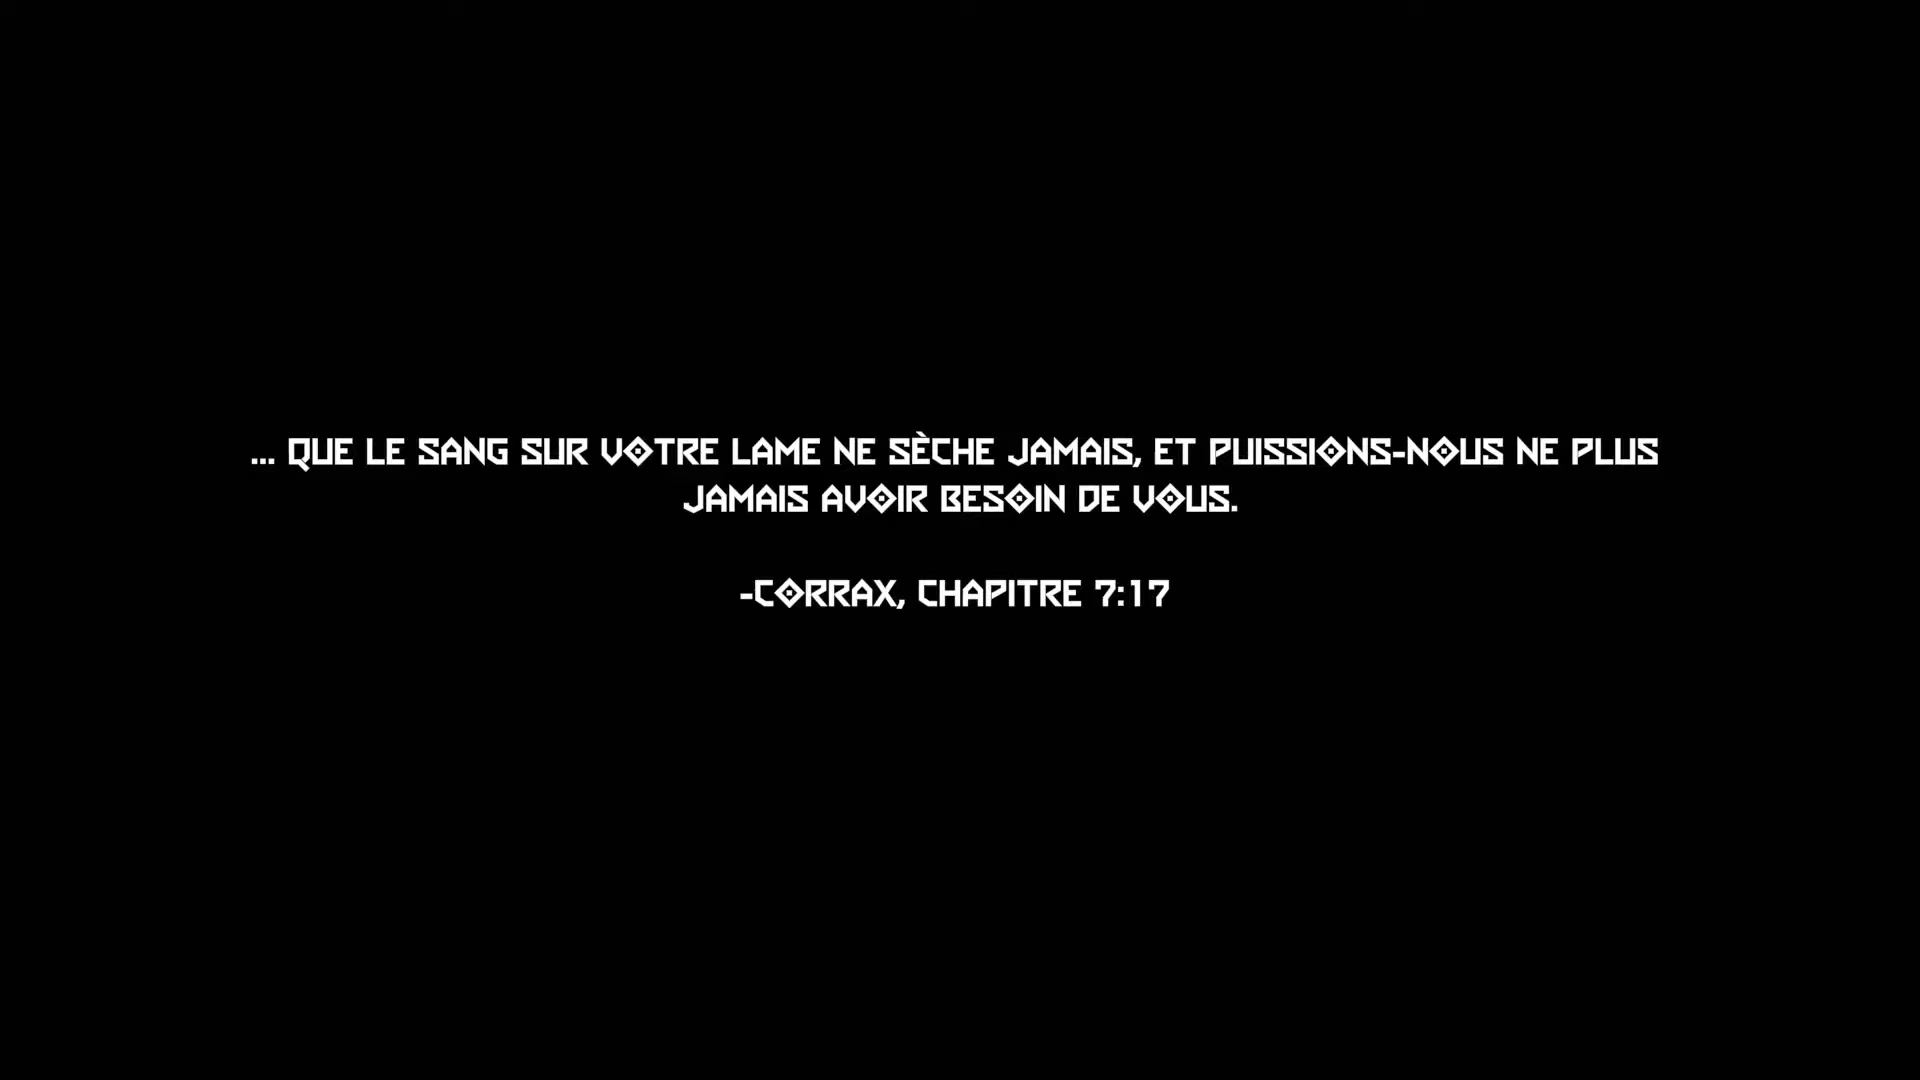 ... QUE LE SANG SUR VOTRE LAME NE SÈCHE JAMAIS, ET PUISSIONS-NOUS NE PLUS
JAMAIS AVOIR BESOIN DE VOUS.
-CORRAX, CHAPITRE 7:17